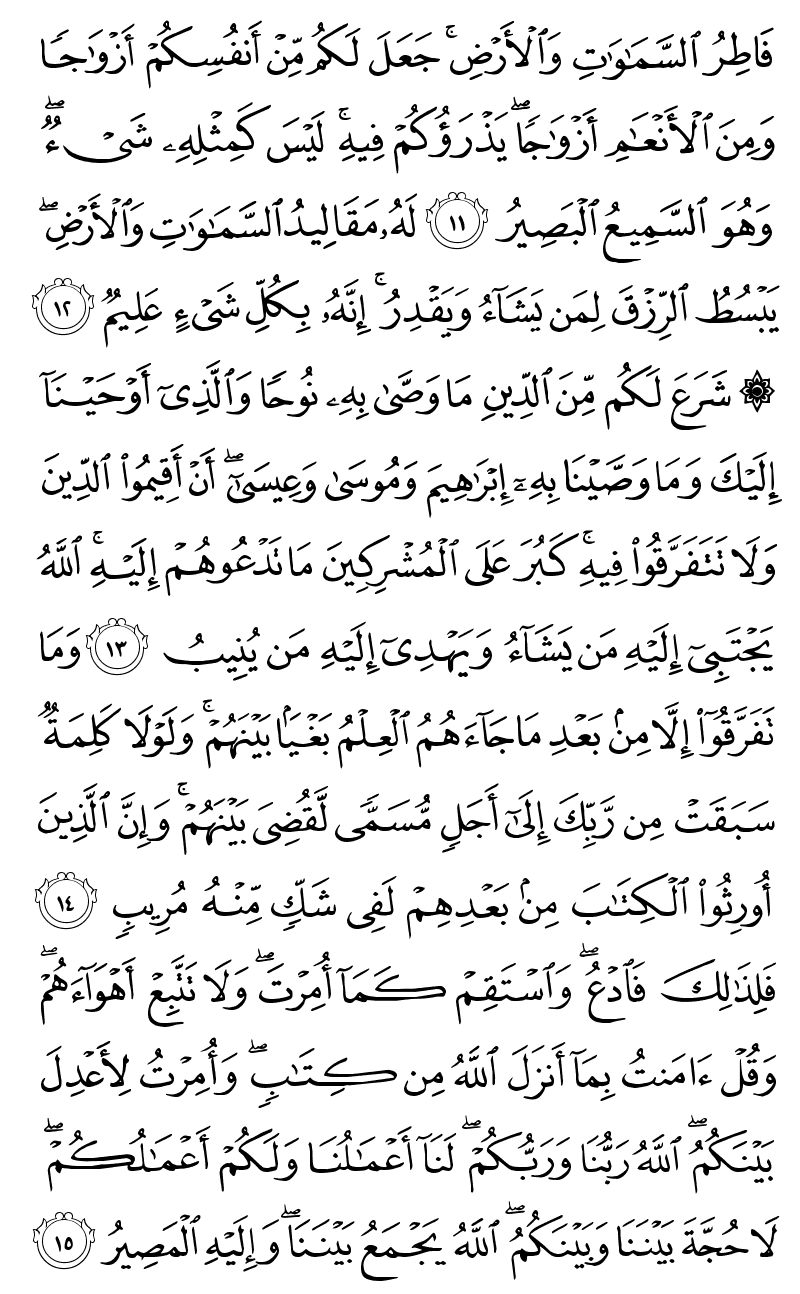 فَاطِرُ ٱلسَّمَٰوَٰتِ وَٱلْأَرْضِ ۚ جَعَلَ لَكُم مِّنْ أَنفُسِكُمْ أَزْوَٰجًا
وَمِنَ ٱلْأَنْعَٰمِ أَزْوَٰجًا ۖ يَذْرَؤُكُمْ فِيهِ ۚ لَيْسَ كَمِثْلِهِۦ شَىْءٌ ۖ
وَهُوَ ٱلسَّمِيعُ ٱلْبَصِيرُ ١١ لَهُۥ مَقَالِيدُ ٱلسَّمَٰوَٰتِ وَٱلْأَرْضِ ۖ
يَبْسُطُ ٱلرِّزْقَ لِمَن يَشَآءُ وَيَقْدِرُ ۚ إِنَّهُۥ بِكُلِّ شَىْءٍ عَلِيمٌ ١٢
۞ شَرَعَ لَكُم مِّنَ ٱلدِّينِ مَا وَصَّىٰ بِهِۦ نُوحًا وَٱلَّذِىٓ أَوْحَيْنَآ
إِلَيْكَ وَمَا وَصَّيْنَا بِهِۦٓ إِبْرَٰهِيمَ وَمُوسَىٰ وَعِيسَىٰٓ ۖ أَنْ أَقِيمُوا۟ ٱلدِّينَ
وَلَا تَتَفَرَّقُوا۟ فِيهِ ۚ كَبُرَ عَلَى ٱلْمُشْرِكِينَ مَا تَدْعُوهُمْ إِلَيْهِ ۚ ٱللَّهُ
يَجْتَبِىٓ إِلَيْهِ مَن يَشَآءُ وَيَهْدِىٓ إِلَيْهِ مَن يُنِيبُ ١٣ وَمَا
تَفَرَّقُوٓا۟ إِلَّا مِنۢ بَعْدِ مَا جَآءَهُمُ ٱلْعِلْمُ بَغْيًۢا بَيْنَهُمْ ۚ وَلَوْلَا كَلِمَةٌ
سَبَقَتْ مِن رَّبِّكَ إِلَىٰٓ أَجَلٍ مُّسَمًّى لَّقُضِىَ بَيْنَهُمْ ۚ وَإِنَّ ٱلَّذِينَ
أُورِثُوا۟ ٱلْكِتَٰبَ مِنۢ بَعْدِهِمْ لَفِى شَكٍّ مِّنْهُ مُرِيبٍ ١٤
فَلِذَٰلِكَ فَٱدْعُ ۖ وَٱسْتَقِمْ كَمَآ أُمِرْتَ ۖ وَلَا تَتَّبِعْ أَهْوَآءَهُمْ ۖ
وَقُلْ ءَامَنتُ بِمَآ أَنزَلَ ٱللَّهُ مِن كِتَٰبٍ ۖ وَأُمِرْتُ لِأَعْدِلَ
بَيْنَكُمُ ۖ ٱللَّهُ رَبُّنَا وَرَبُّكُمْ ۖ لَنَآ أَعْمَٰلُنَا وَلَكُمْ أَعْمَٰلُكُمْ ۖ
لَا حُجَّةَ بَيْنَنَا وَبَيْنَكُمُ ۖ ٱللَّهُ يَجْمَعُ بَيْنَنَا ۖ وَإِلَيْهِ ٱلْمَصِيرُ ١٥